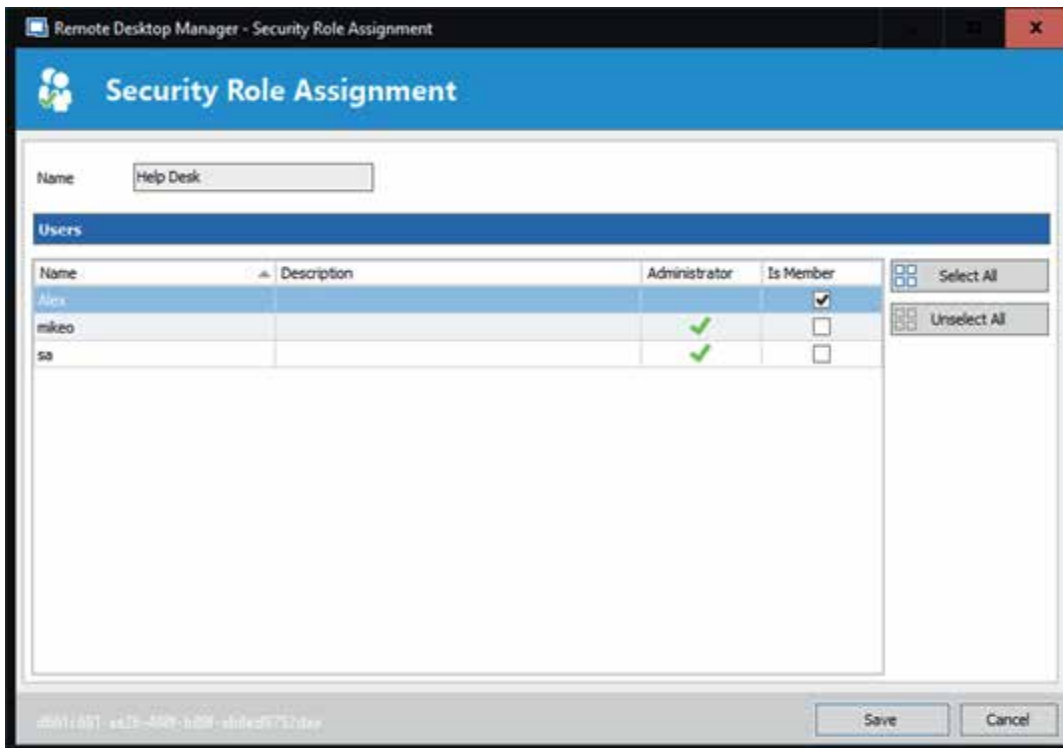 Remote Desktop Manager - Security Role Assignment
x
Security Role Assignment
Name Help Desk
Users
Name Description Administrator Is Member
Select All
Alex
Unselect All
mikeo
sa
Save Cancel